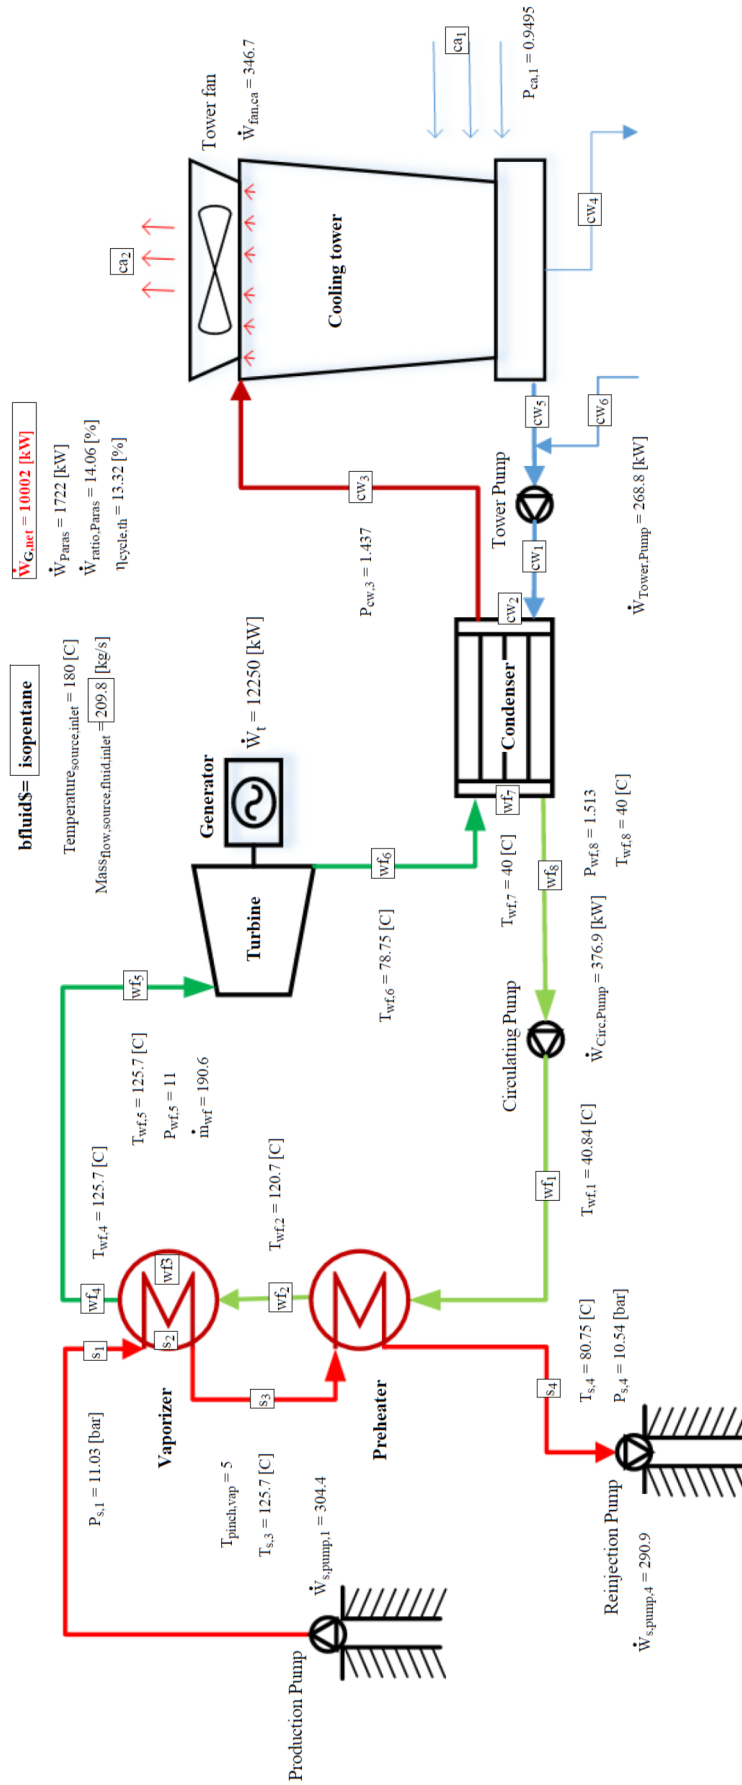 bfluid$= isopentane
Temperature_source,inlet = 180 [C]
Mass_flow,source,fluid,inlet = 209.8 [kg/s]
Ẇ_G,net = 10002 [kW]
Ẇ_Paras = 1722 [kW]
Ẇ_ratio,Paras = 14.06 [%]
η_cycle,th = 13.32 [%]
P_s,1 = 11.03 [bar]
s1
wf4
T_wf,4 = 125.7 [C]
Vaporizer
s2
wf3
T_pinch,vap = 5
T_s,3 = 125.7 [C]
s3
wf2
T_wf,2 = 120.7 [C]
Preheater
Production Pump
Ẇ_s,pump,1 = 304.4
wf5
T_wf,5 = 125.7 [C]
P_wf,5 = 11
ṁ_wf = 190.6
Turbine
Generator
Ẇ_t = 12250 [kW]
T_wf,6 = 78.75 [C]
wf6
P_cw,3 = 1.437
cw3
ca2
Tower fan
Ẇ_fan,ca = 346.7
Cooling tower
ca1
P_ca,1 = 0.9495
T_wf,7 = 40 [C]
wf7
Condenser
cw2
cw1
Tower Pump
cw5
cw6
cw4
Ẇ_Tower,Pump = 268.8 [kW]
wf8
P_wf,8 = 1.513
T_wf,8 = 40 [C]
Circulating Pump
Ẇ_Circ,Pump = 376.9 [kW]
wf1
T_wf,1 = 40.84 [C]
s4
T_s,4 = 80.75 [C]
P_s,4 = 10.54 [bar]
Reinjection Pump
Ẇ_s,pump,4 = 290.9